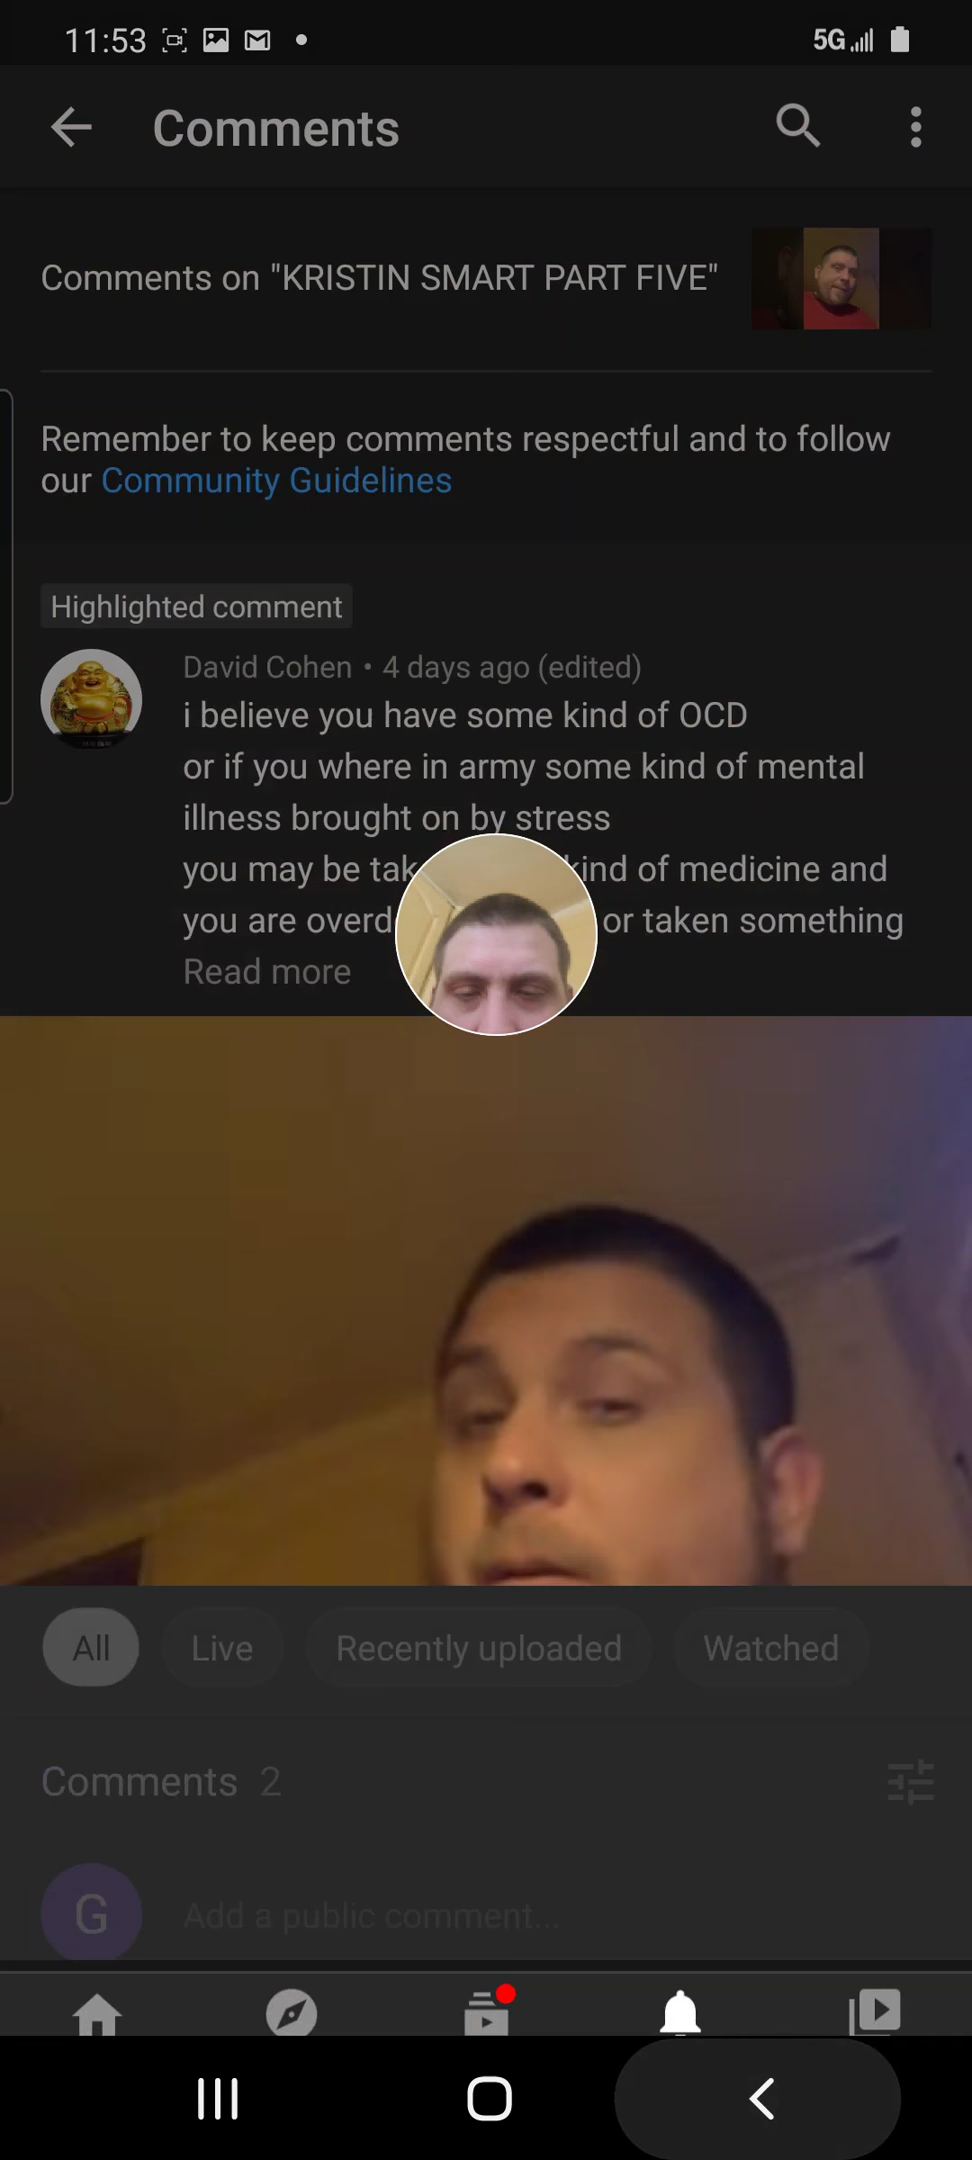 11:53
5G
Comments
Comments on "KRISTIN SMART PART FIVE"
Remember to keep comments respectful and to follow
our Community Guidelines
Highlighted comment
David Cohen • 4 days ago (edited)
i believe you have some kind of OCD
or if you where in army some kind of mental
illness brought on by stress
you may be kind of medicine and
you are or taken something
Read more
All
Live
Recently uploaded
Watched
Comments 2
G
Add a public comment...